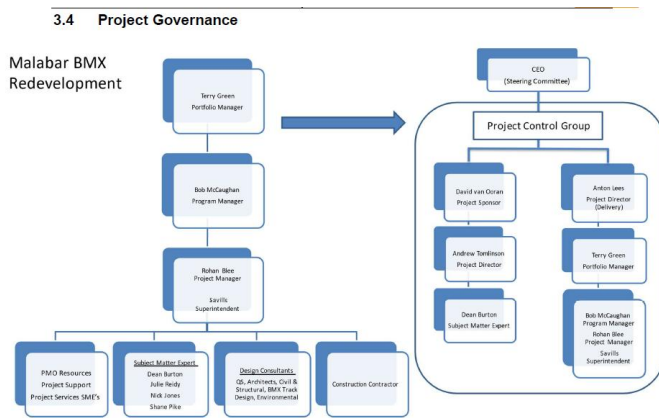 3.4 Project Governance
Malabar BMX
Redevelopment
Terry Green
Portfolio Manager
Bob McCaughan
Program Manager
Rohan Blee
Project Manager
Savills
Superintendent
PMO Resources
Project Support
Project Services SME's
Subject Matter Expert
Dean Burton
Julie Reidy
Nick Jones
Shane Pike
Design Consultants
QS, Architects, Civil &
Structural, BMX Track
Design, Environmental
Construction Contractor
CEO
(Steering Committee)
Project Control Group
David van Ooran
Project Sponsor
Andrew Tomlinson
Project Director
Dean Burton
Subject Matter Expert
Anton Lees
Project Director
(Delivery)
Terry Green
Portfolio Manager
Bob McCaughan
Program Manager
Rohan Blee
Project Manager
Savills
Superintendent